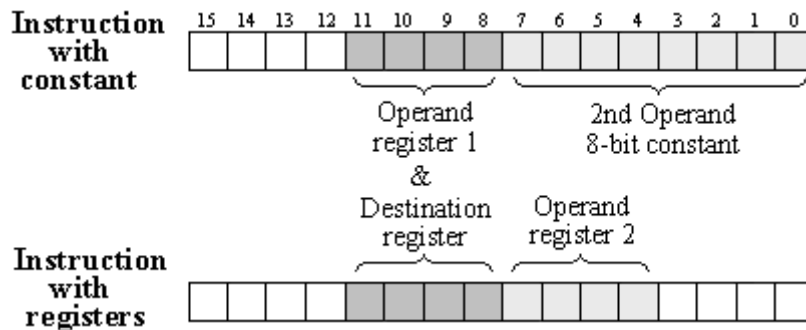 Instruction with constant
15 14 13 12 11 10 9 8 7 6 5 4 3 2 1 0
Operand register 1 & Destination register
2nd Operand 8-bit constant
Operand register 2
Instruction with registers